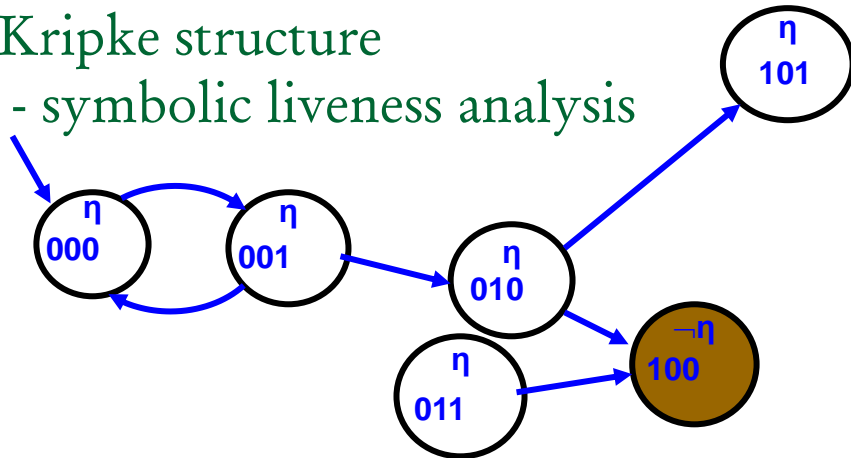 Kripke structure
- symbolic liveness analysis
η
101
η
000
η
001
η
010
¬η
100
η
011